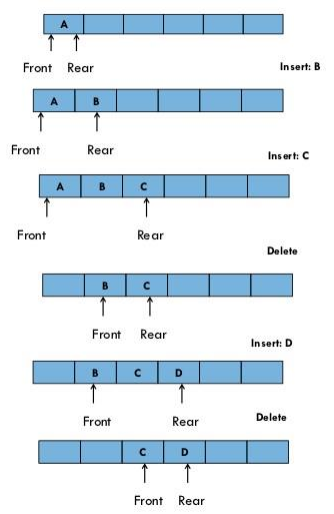 A
Front Rear
Insert: B
A B
Front Rear
Insert: C
A B C
Front Rear
Delete
B C
Front Rear
Insert: D
B C D
Front Rear
Delete
C D
Front Rear